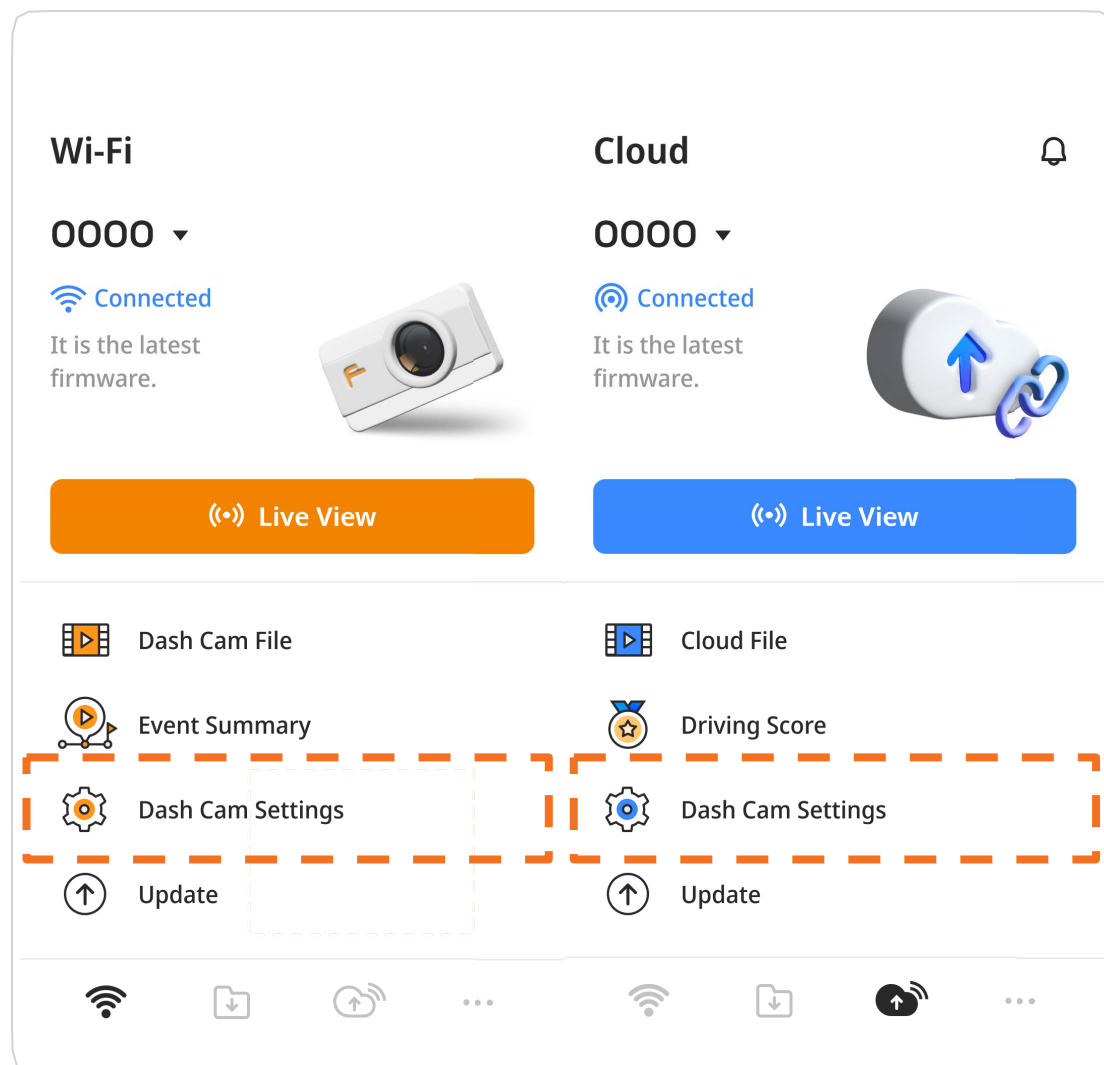 Wi-Fi
OOOO
Connected
It is the latest
firmware.
Live View
Dash Cam File
Event Summary
Dash Cam Settings
Update
Cloud
OOOO
Connected
It is the latest
firmware.
Live View
Cloud File
Driving Score
Dash Cam Settings
Update